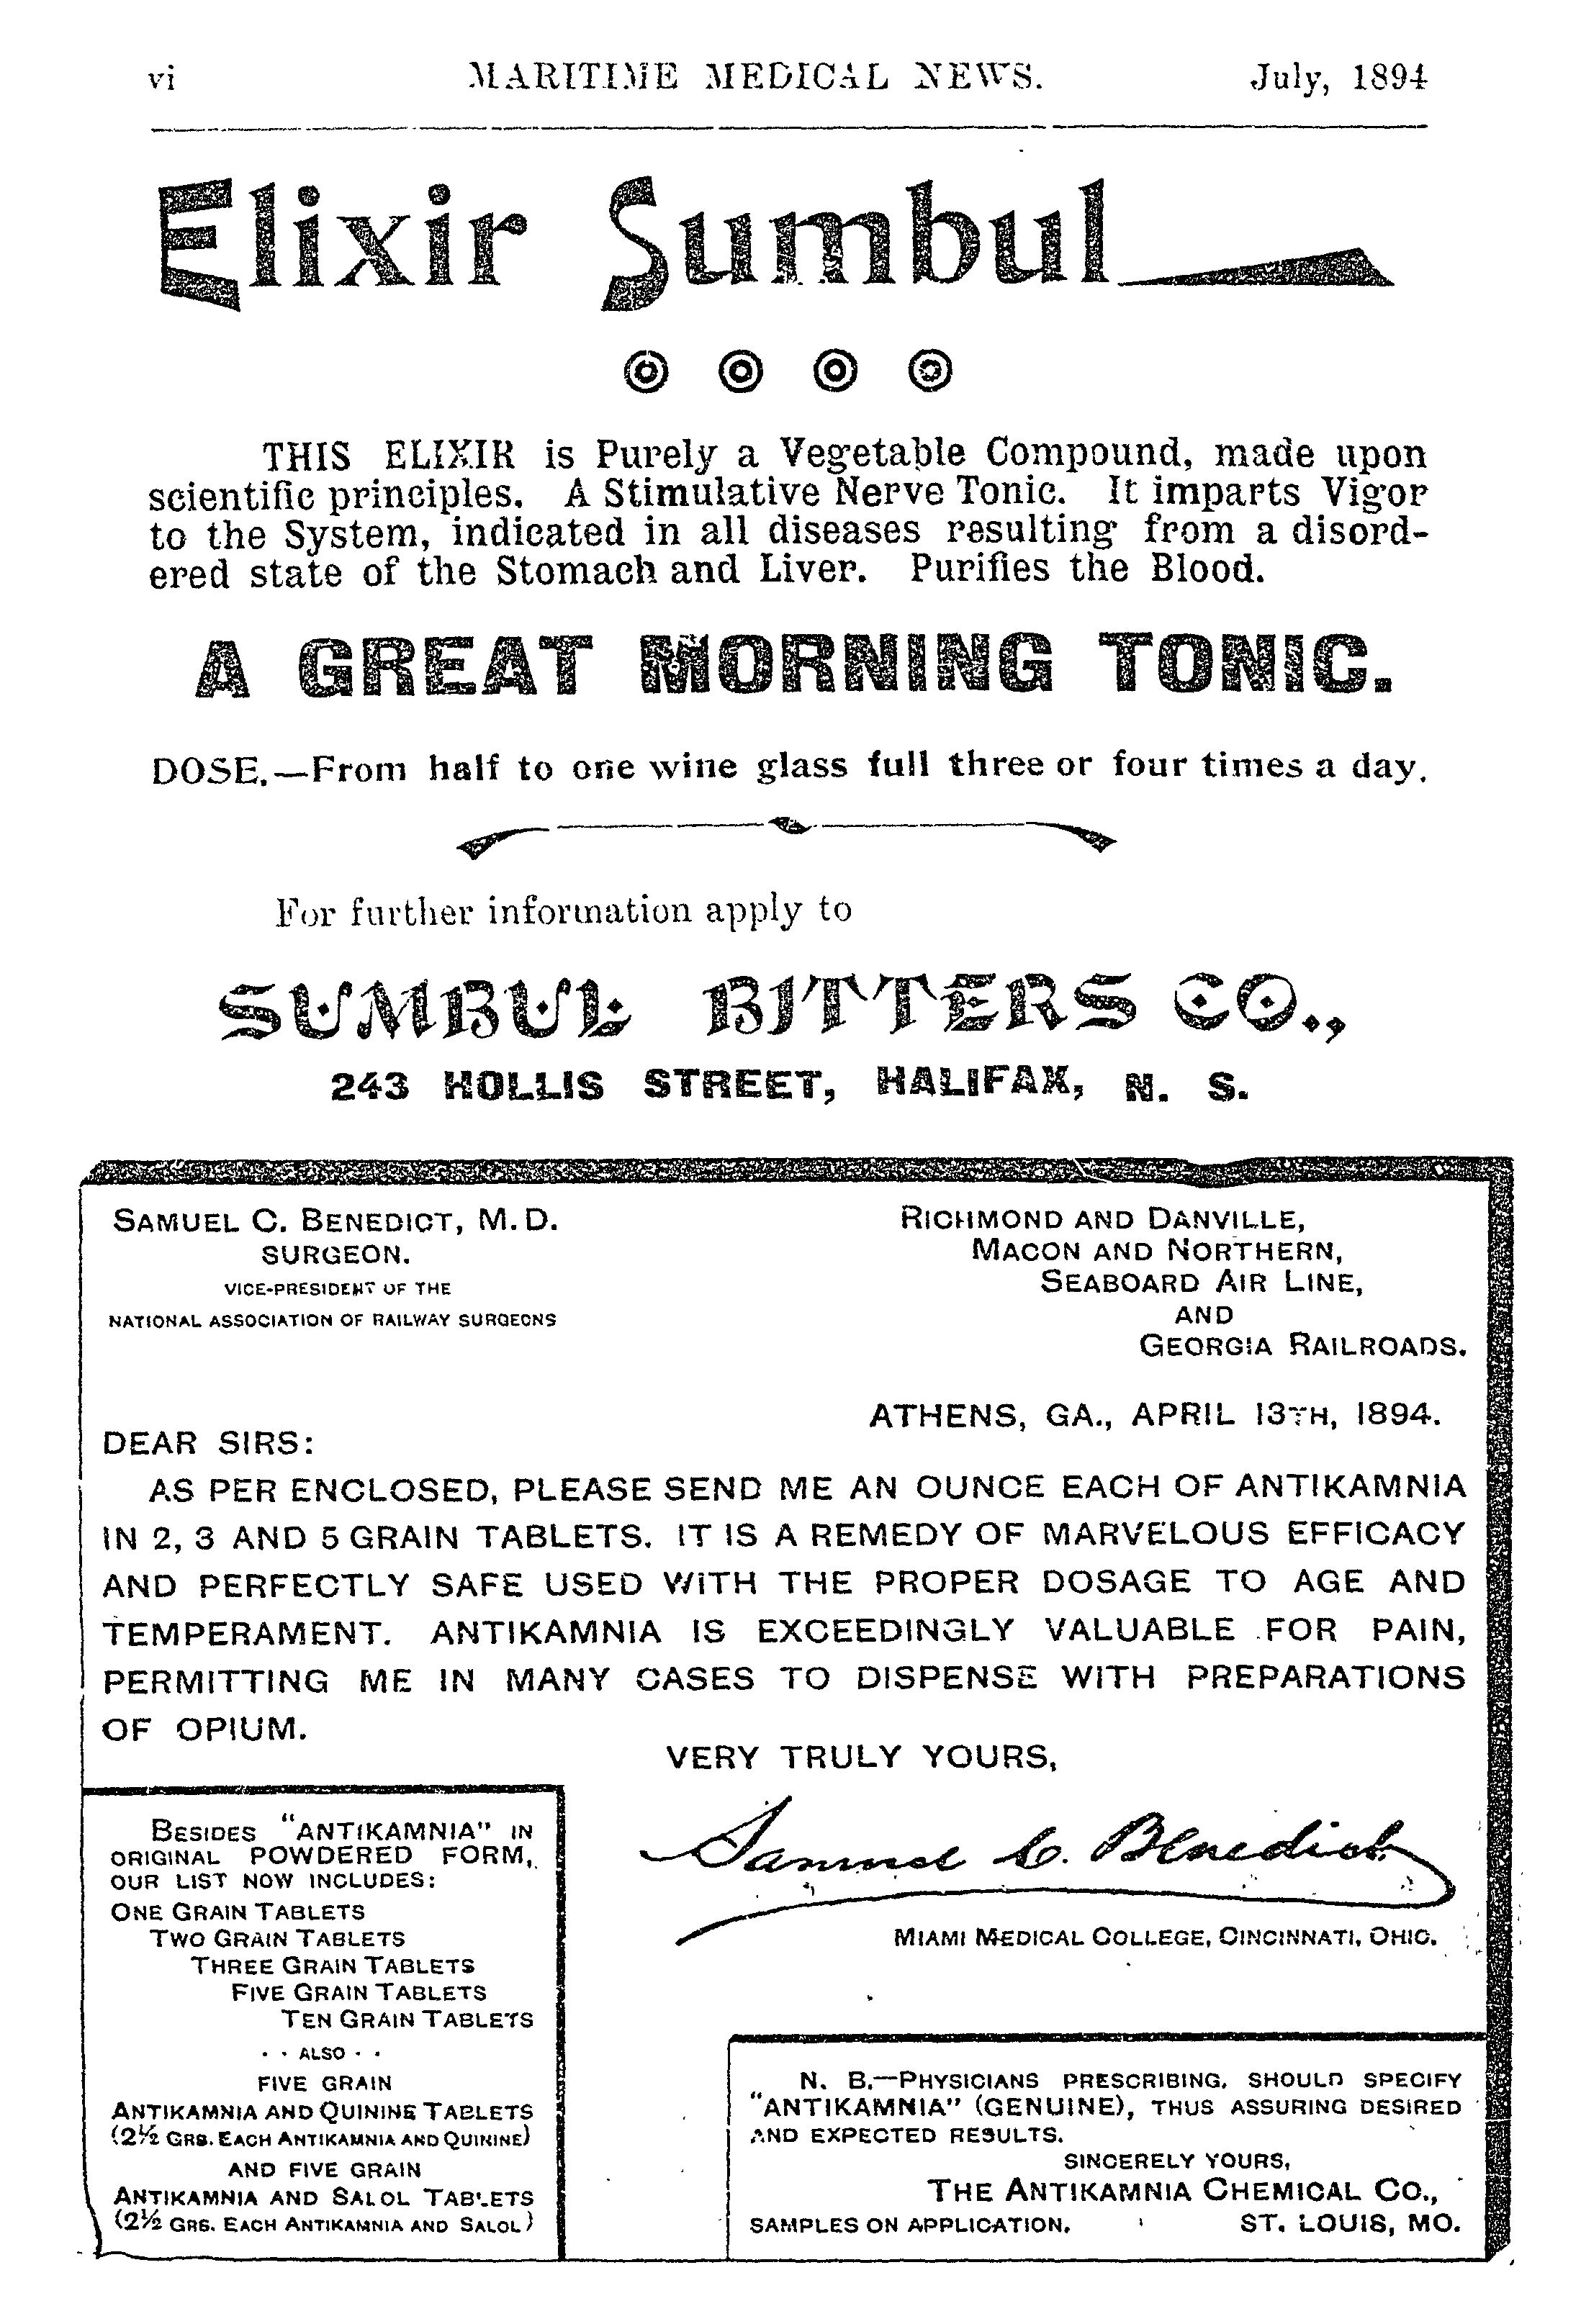 vi MARITIME MEDICAL NEWS. July, 1894
Elixir Sumbul
THIS ELIXIR is Purely a Vegetable Compound, made upon
scientific principles. A Stimulative Nerve Tonic. It imparts Vigor
to the System, indicated in all diseases resulting from a disord-
ered state of the Stomach and Liver. Purifies the Blood.
A GREAT MORNING TONIC.
DOSE.—From half to one wine glass full three or four times a day.
For further information apply to
SUMBUL BITTERS CO.,
243 HOLLIS STREET, HALIFAX, N. S.
SAMUEL C. BENEDICT, M.D.
SURGEON.
VICE-PRESIDENT OF THE
NATIONAL ASSOCIATION OF RAILWAY SURGEONS
RICHMOND AND DANVILLE,
MACON AND NORTHERN,
SEABOARD AIR LINE,
AND
GEORGIA RAILROADS.
ATHENS, GA., APRIL 13TH, 1894.
DEAR SIRS:
AS PER ENCLOSED, PLEASE SEND ME AN OUNCE EACH OF ANTIKAMNIA
IN 2, 3 AND 5 GRAIN TABLETS. IT IS A REMEDY OF MARVELOUS EFFICACY
AND PERFECTLY SAFE USED WITH THE PROPER DOSAGE TO AGE AND
TEMPERAMENT. ANTIKAMNIA IS EXCEEDINGLY VALUABLE FOR PAIN,
PERMITTING ME IN MANY CASES TO DISPENSE WITH PREPARATIONS
OF OPIUM.
VERY TRULY YOURS,
Samuel C. Benedict
MIAMI MEDICAL COLLEGE, CINCINNATI, OHIO.
BESIDES "ANTIKAMNIA" IN
ORIGINAL POWDERED FORM,
OUR LIST NOW INCLUDES:
ONE GRAIN TABLETS
TWO GRAIN TABLETS
THREE GRAIN TABLETS
FIVE GRAIN TABLETS
TEN GRAIN TABLETS
· · ALSO · ·
FIVE GRAIN
ANTIKAMNIA AND QUININE TABLETS
(2½ GRS. EACH ANTIKAMNIA AND QUININE)
AND FIVE GRAIN
ANTIKAMNIA AND SALOL TABLETS
(2½ GRS. EACH ANTIKAMNIA AND SALOL)
N. B.—PHYSICIANS PRESCRIBING, SHOULD SPECIFY
"ANTIKAMNIA" (GENUINE), THUS ASSURING DESIRED
AND EXPECTED RESULTS.
SINCERELY YOURS,
THE ANTIKAMNIA CHEMICAL CO.,
SAMPLES ON APPLICATION. ST. LOUIS, MO.